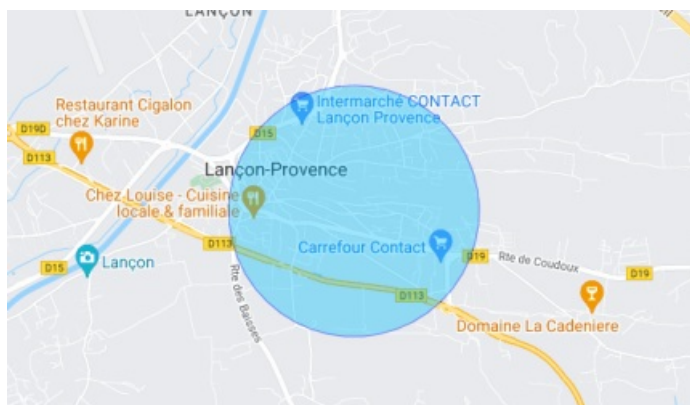 LANÇON
Intermarché CONTACT
Lançon Provence
Restaurant Cigalon
chez Karine
D19D
D15
D113
Lançon-Provence
Chez Louise - Cuisine
locale & familiale
D113
Carrefour Contact
D19
Rte de Coudoux
D19
D15
Lançon
Rte des Baisses
D113
Domaine La Cadeniere